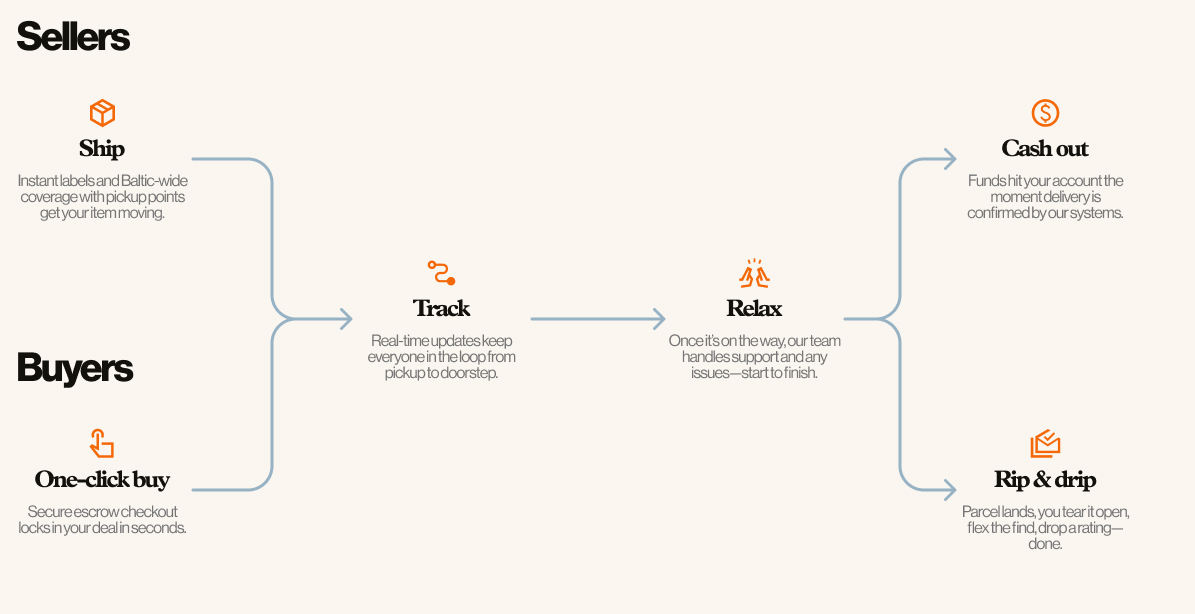 Sellers
Ship
Instant labels and Baltic-wide
coverage with pickup points
get your item moving.
Cash out
Funds hit your account the
moment delivery is
confirmed by our systems.
Track
Real-time updates keep
everyone in the loop from
pickup to doorstep.
Relax
Once it's on the way, our team
handles support and any
issues—start to finish.
Buyers
One-click buy
Secure escrow checkout
locks in your deal in seconds.
Rip & drip
Parcel lands, you tear it open,
flex the find, drop a rating—
done.